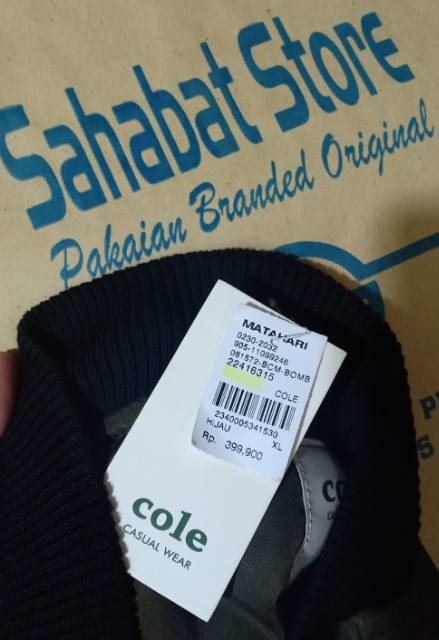 Sahabat Store
Pakaian Branded Original
MATAHARI
0230-2032
905-11099246
081572-BCM-BOMB
22416315
COLE
2340005341530
HIJAU XL
Rp. 399,900
cole
CASUAL WEAR